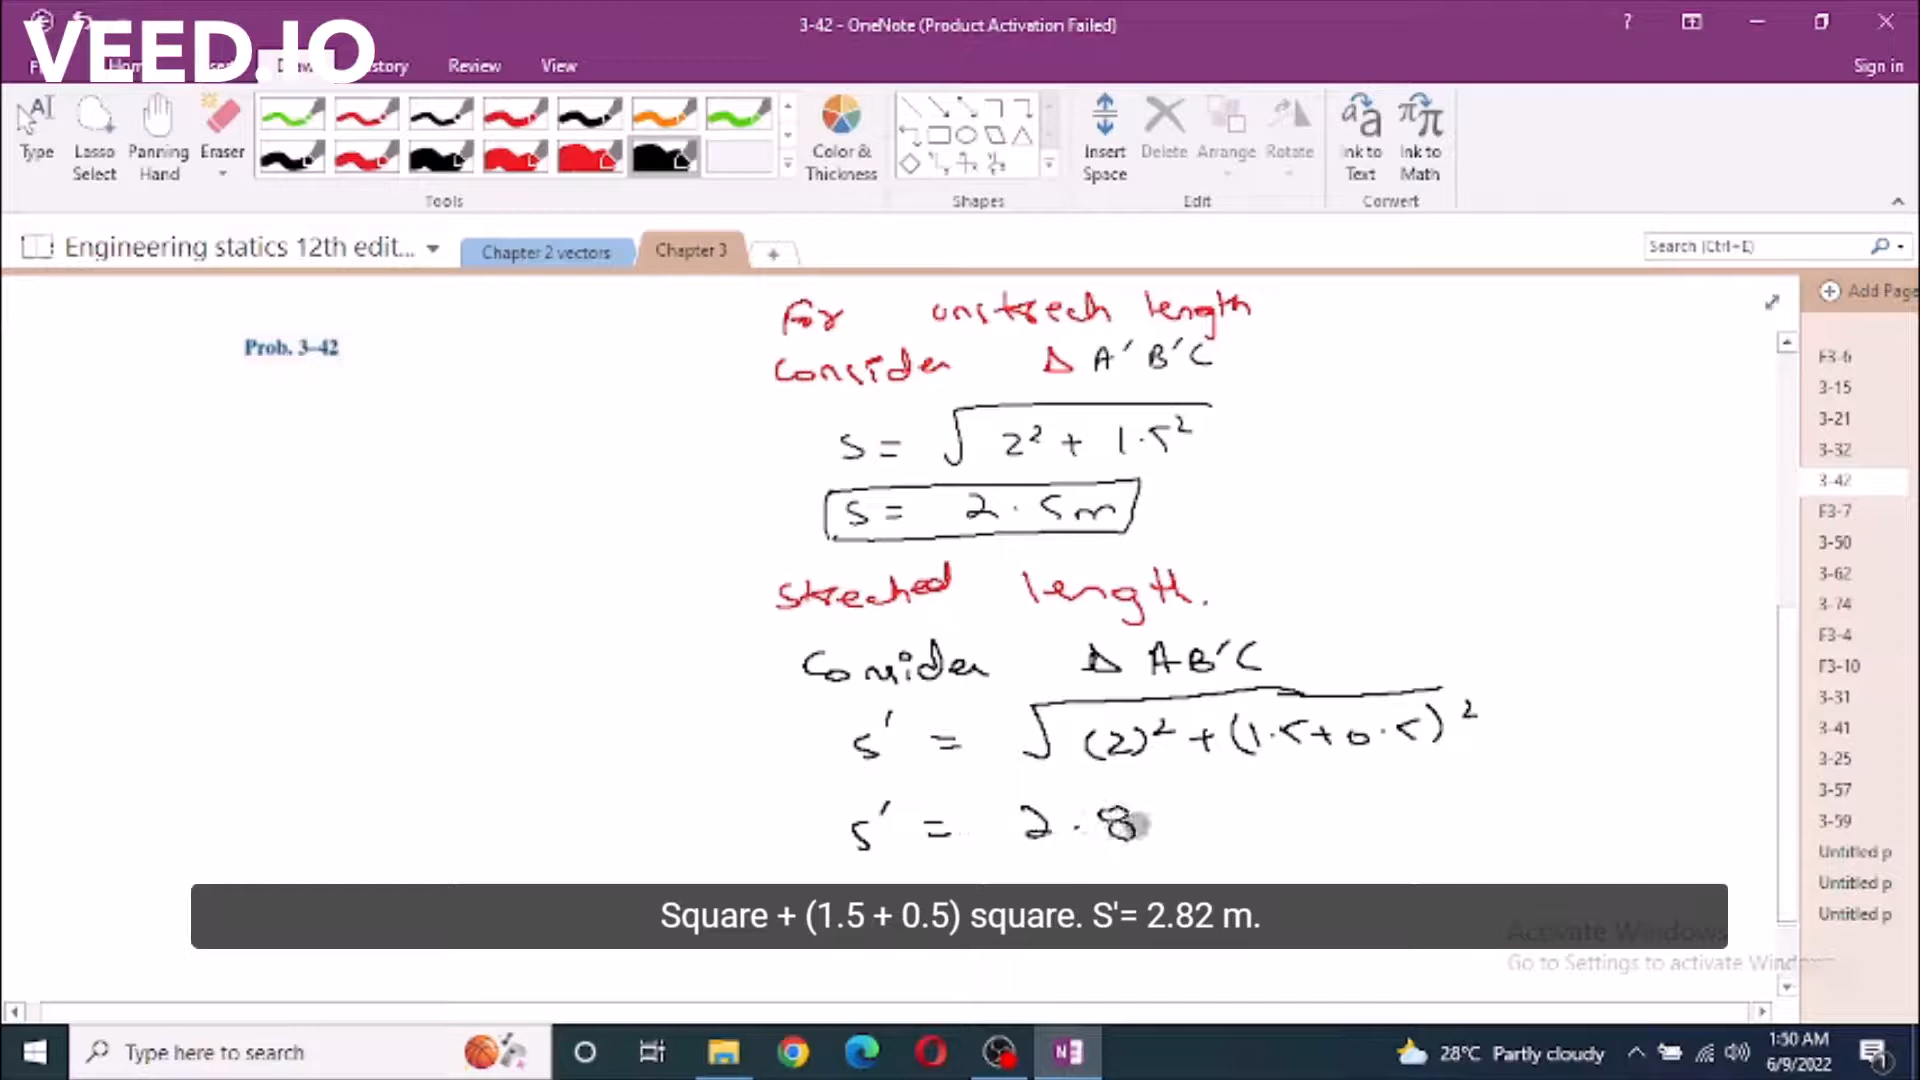 VEED.IO
3-42 - OneNote (Product Activation Failed)
?
Review
View
Sign in
Type
Lasso Select
Panning Hand
Eraser
Color & Thickness
Insert Space
Delete
Arrange
Rotate
Ink to Text
Ink to Math
Tools
Shapes
Edit
Convert
Engineering statics 12th edit...
Chapter 2 vectors
Chapter 3
Search (Ctrl+E)
Add Page
Prob. 3–42
For unstrech length
Consider Δ A'B'C
S = √2² + 1.5²
S = 2.5m
Streched length.
Consider Δ AB'C
s' = √(2)² + (1.5+0.5)²
s' = 2.8
Square + (1.5 + 0.5) square. S'= 2.82 m.
F3-6
3-15
3-21
3-32
3-42
F3-7
3-50
3-62
3-74
F3-4
F3-10
3-31
3-41
3-25
3-57
3-59
Untitled p
Untitled p
Untitled p
Activate Windows
Go to Settings to activate Wind
Type here to search
28°C Partly cloudy
1:50 AM
6/9/2022